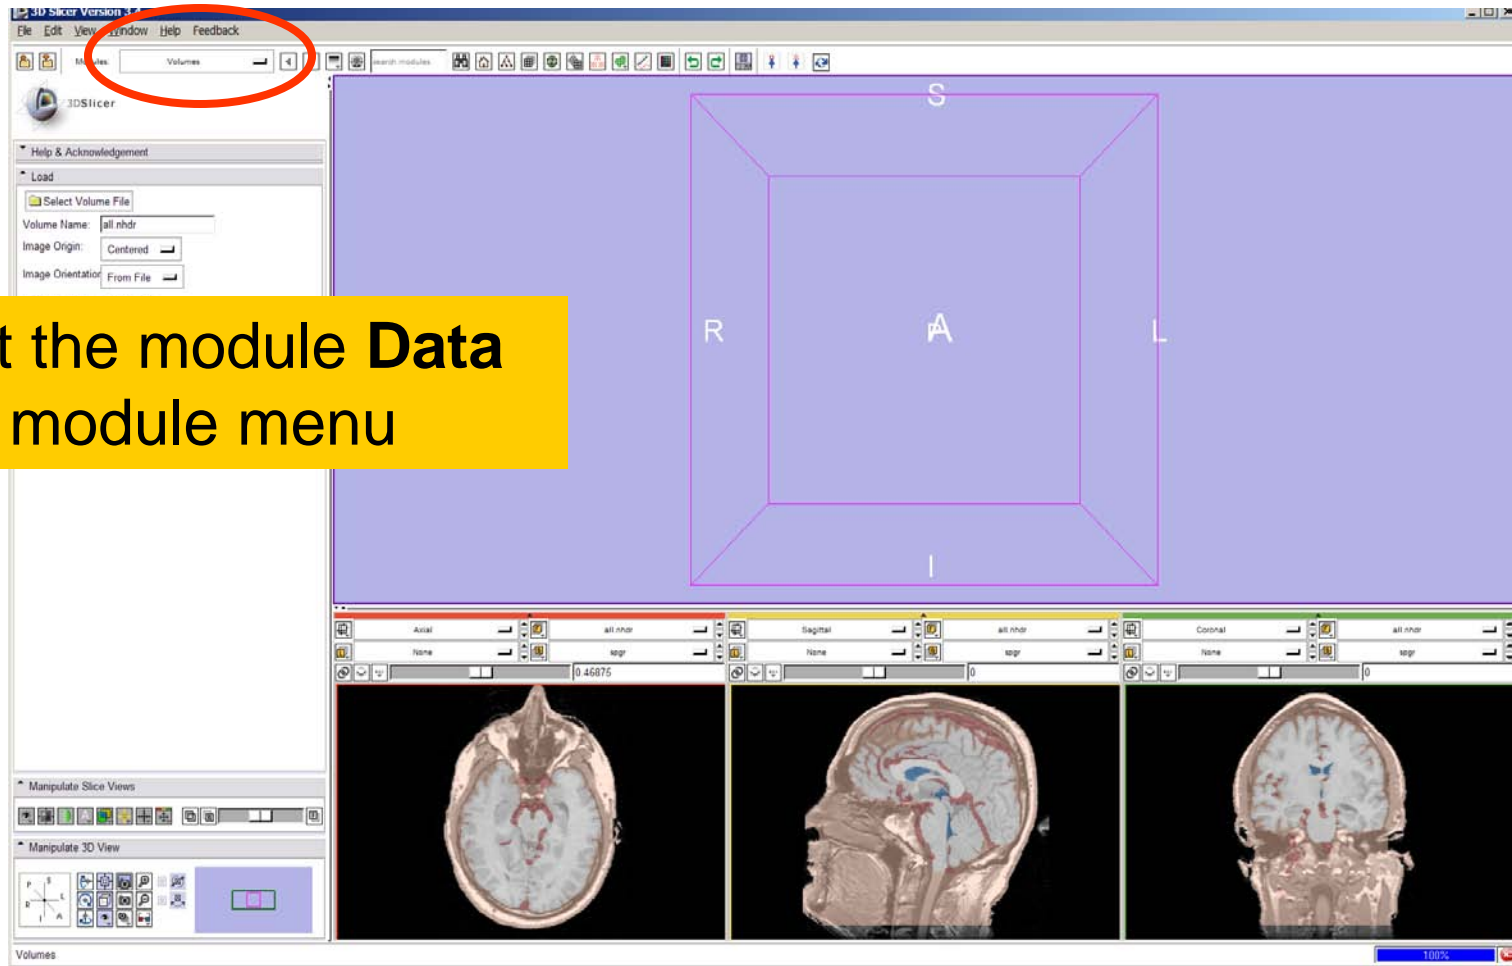 3D Slicer Version 3.4
File Edit View Window Help Feedback
Modules: Volumes search modules
3DSlicer
Help & Acknowledgement
Load
Select Volume File
Volume Name: all.nhdr
Image Origin: Centered
Image Orientation From File
t the module Data
module menu
S
R
A
P
L
I
Axial all.nhdr
None spgr
0.46875
Sagittal all.nhdr
None spgr
0
Coronal all.nhdr
None spgr
0
Manipulate Slice Views
Manipulate 3D View
P S
R L
I A
Volumes
100%